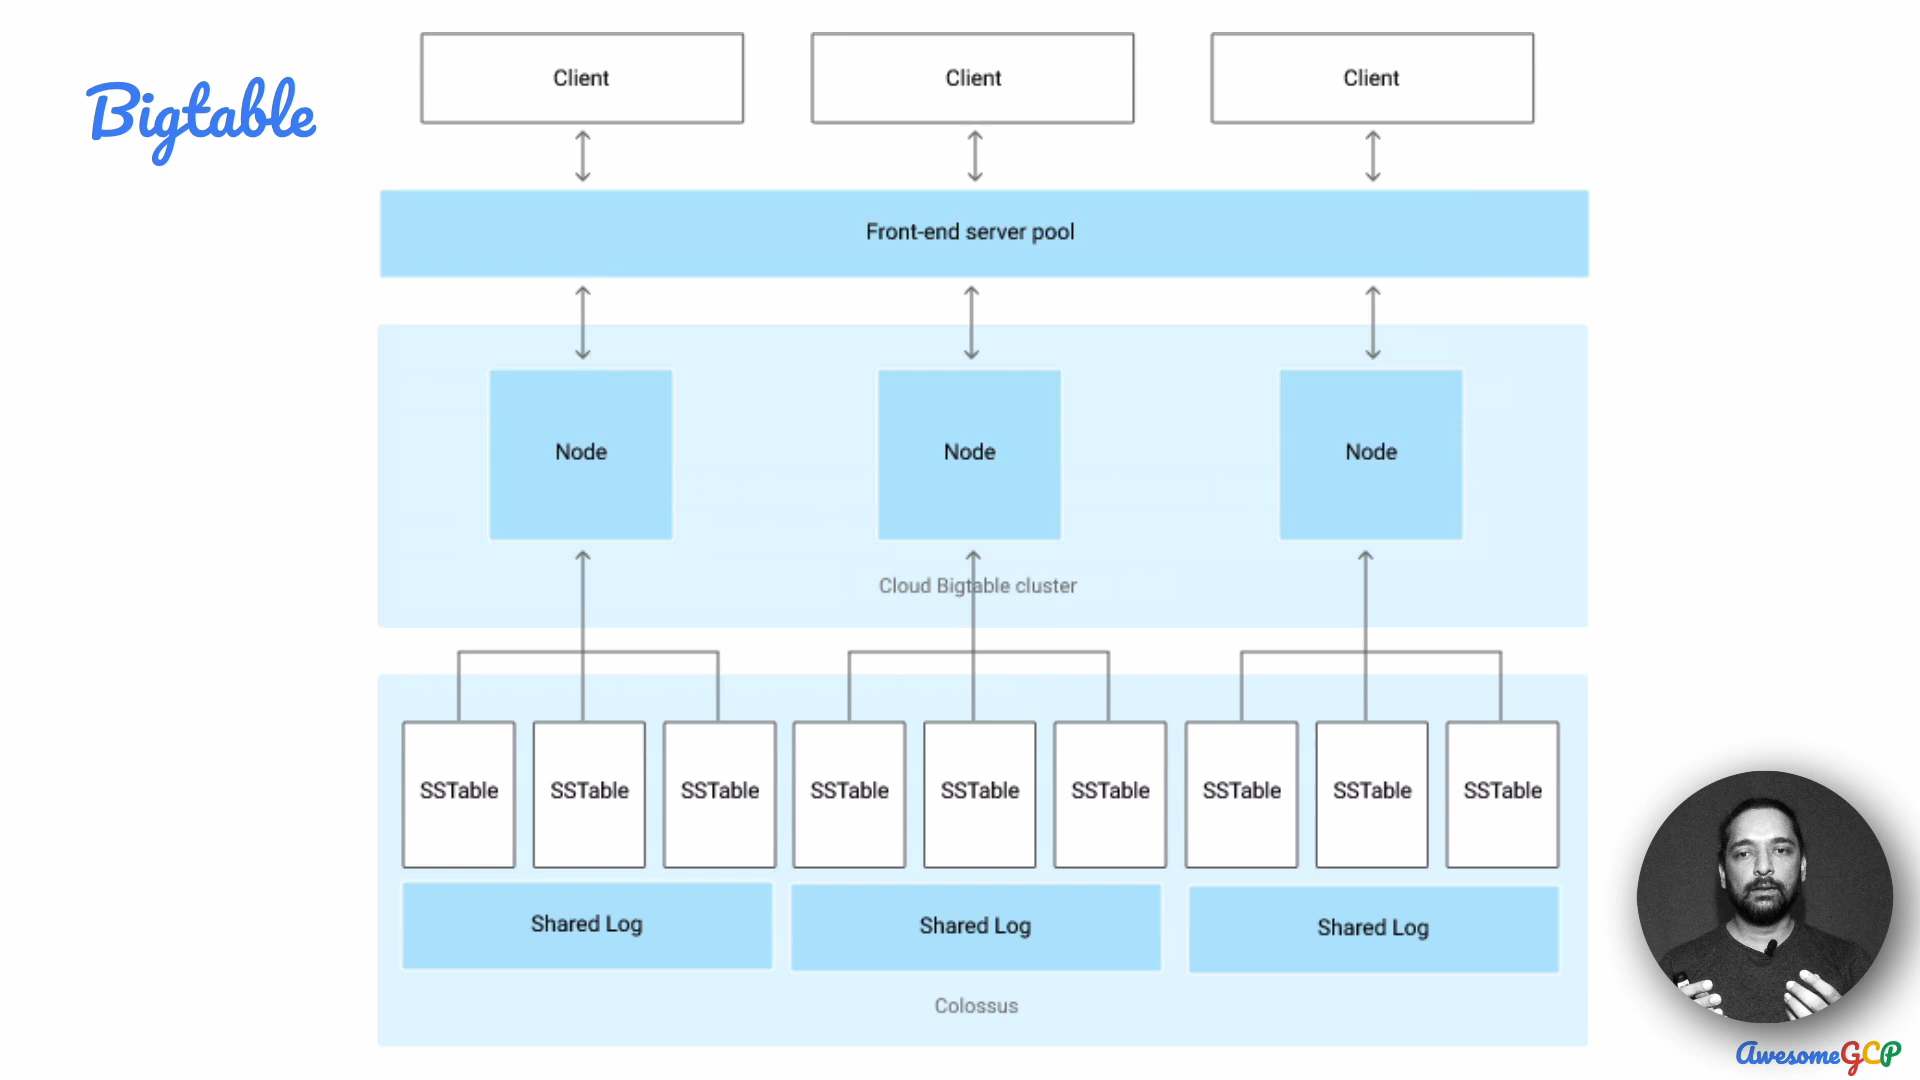 Bigtable
Client
Client
Client
Front-end server pool
Node
Node
Node
Cloud Bigtable cluster
SSTable
SSTable
SSTable
SSTable
SSTable
SSTable
SSTable
SSTable
SSTable
Shared Log
Shared Log
Shared Log
Colossus
AwesomeGCP